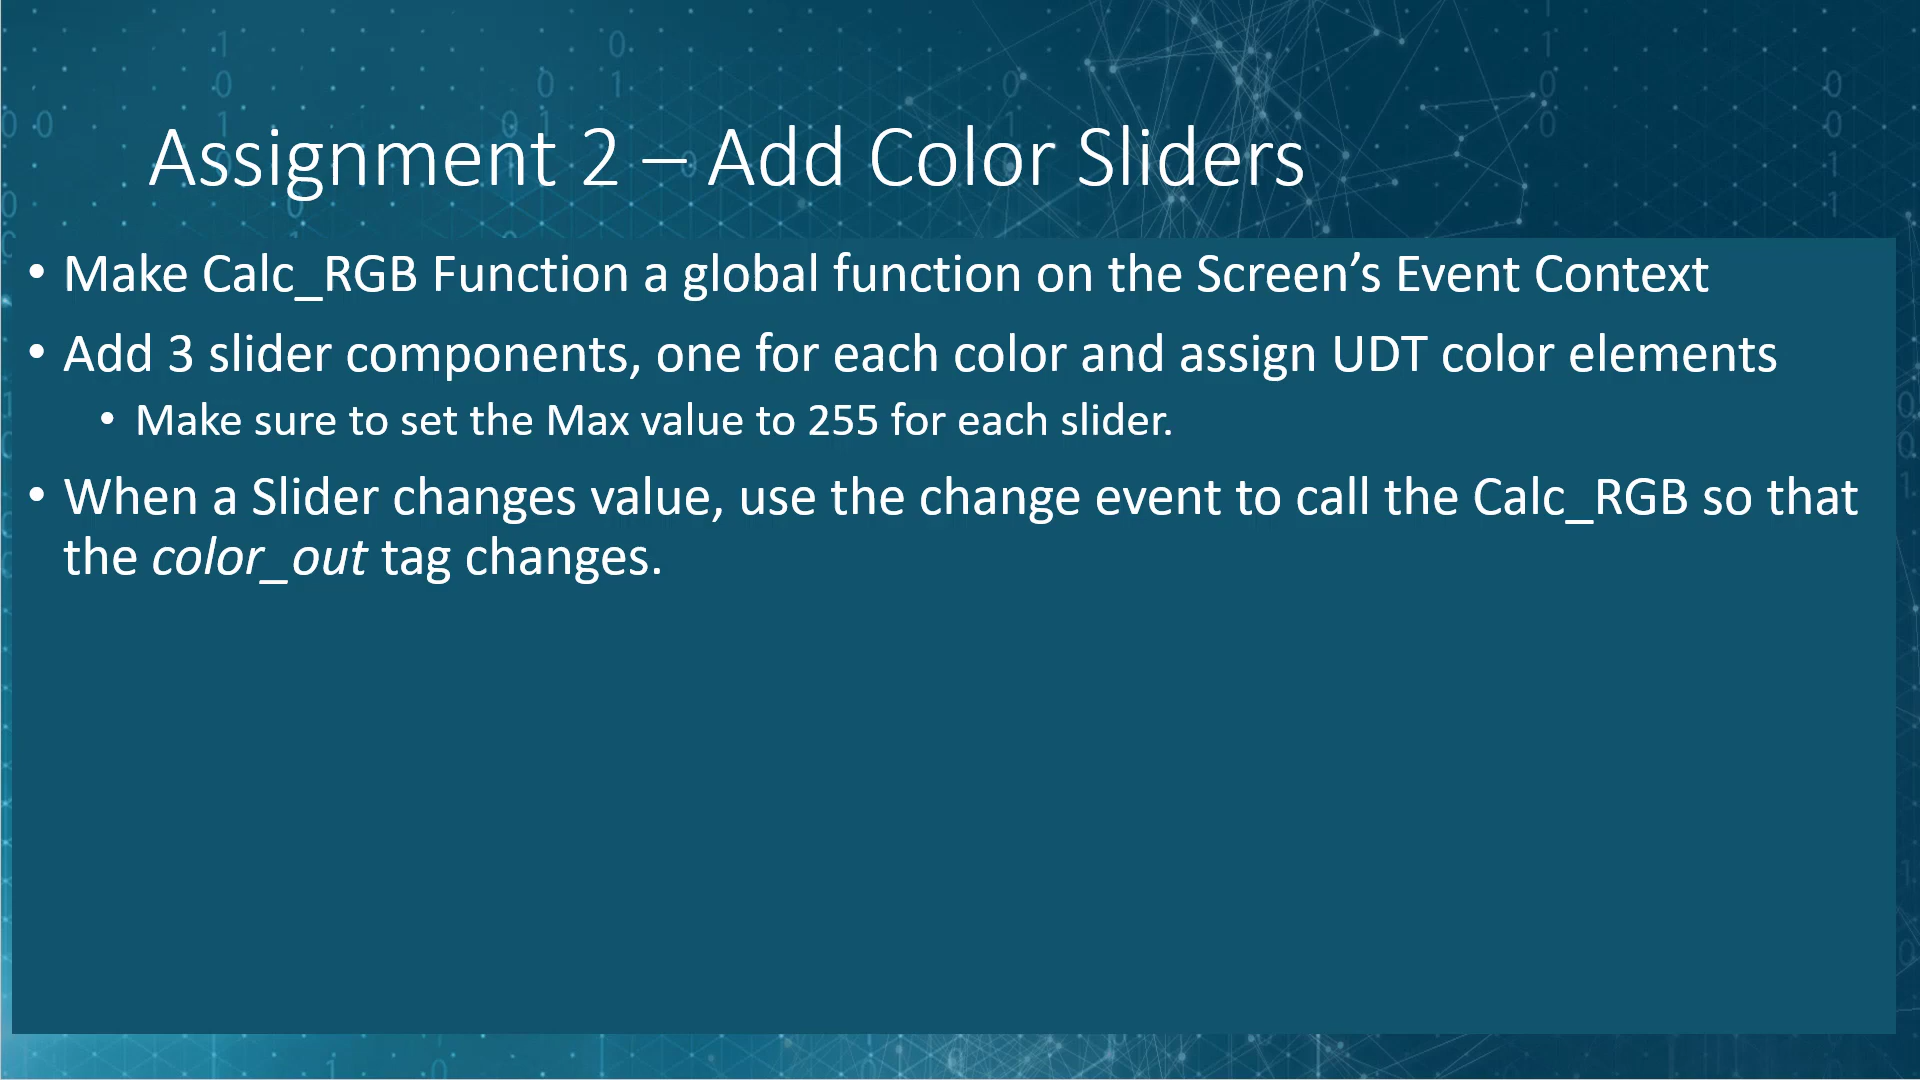 Assignment 2 – Add Color Sliders
• Make Calc_RGB Function a global function on the Screen’s Event Context
• Add 3 slider components, one for each color and assign UDT color elements
• Make sure to set the Max value to 255 for each slider.
• When a Slider changes value, use the change event to call the Calc_RGB so that
the color_out tag changes.